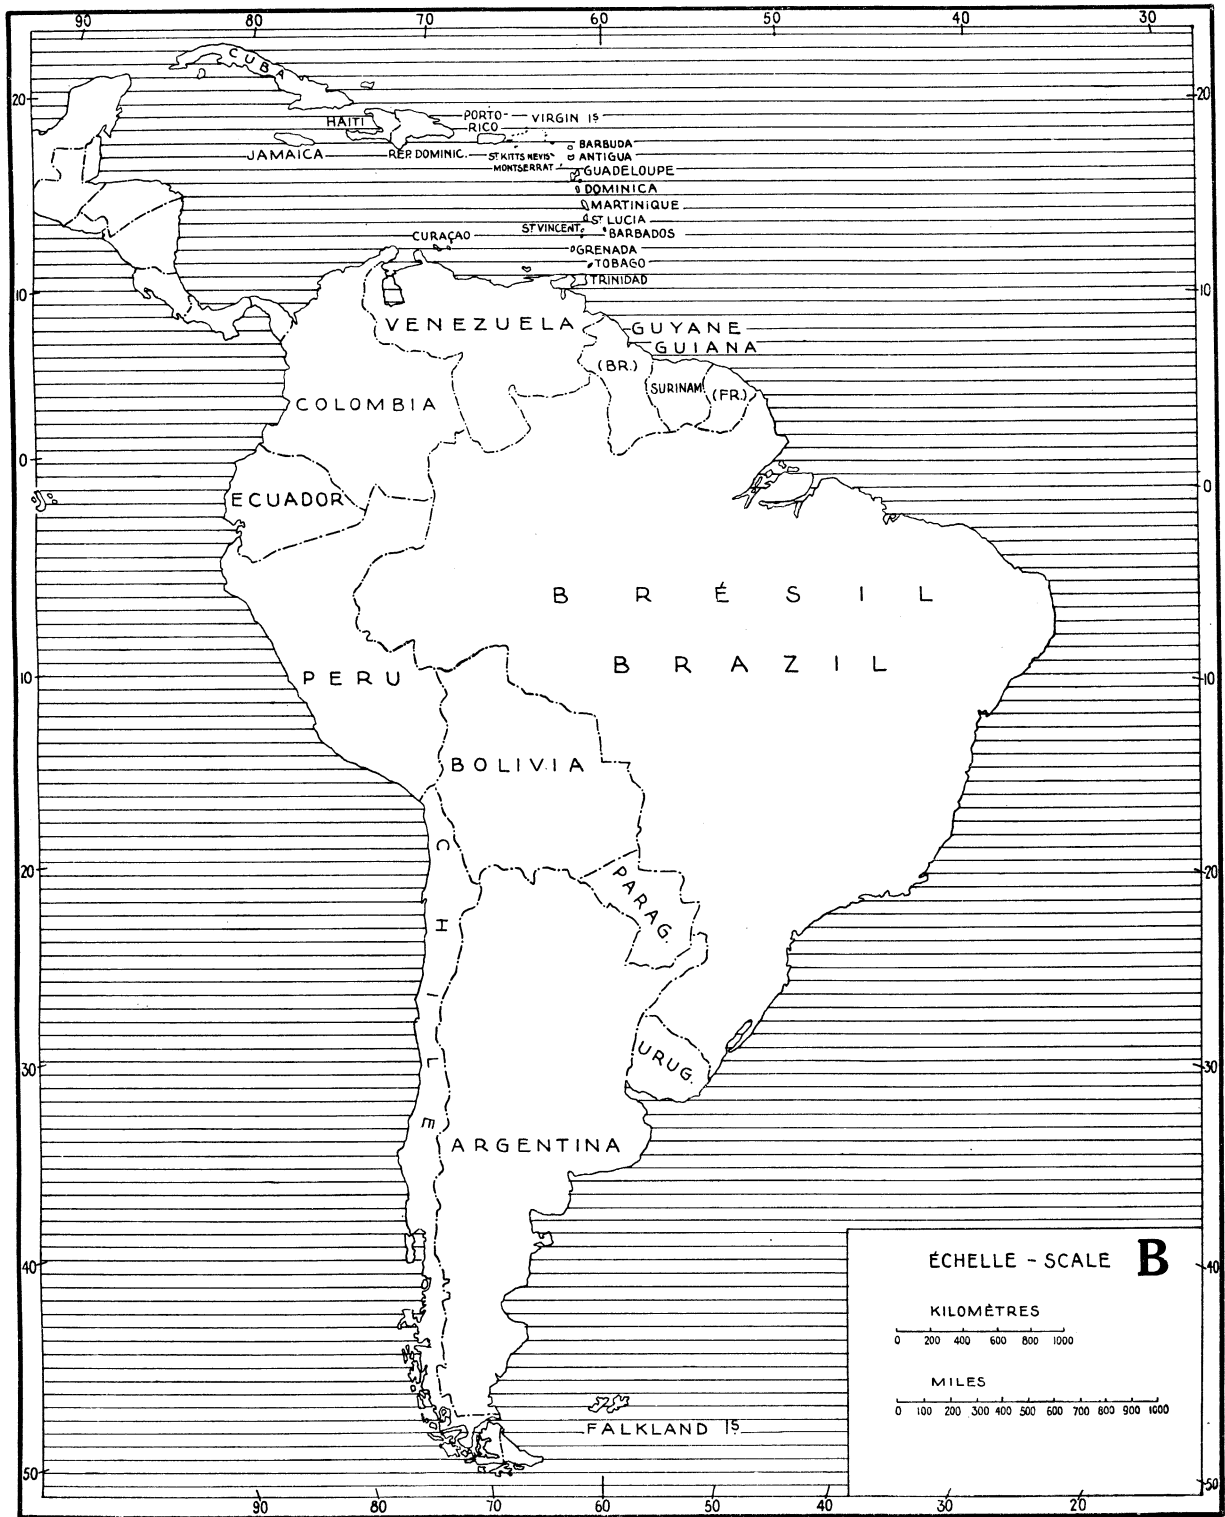 90 80 70 60 50 40 30
CUBA
20 20
HAITI
PORTO-
RICO
VIRGIN IS
JAMAICA
RÉP. DOMINIC.
ST KITTS NEVIS
MONTSERRAT
BARBUDA
ANTIGUA
GUADELOUPE
DOMINICA
MARTINIQUE
ST LUCIA
ST VINCENT
BARBADOS
CURAÇAO
GRENADA
TOBAGO
TRINIDAD
10 10
VENEZUELA
GUYANE
GUIANA
(BR.)
SURINAM
(FR.)
COLOMBIA
0 0
ECUADOR
BRÉSIL
BRAZIL
PERU
10 10
BOLIVIA
CHILE
20 20
PARAG.
URUG.
30 30
ARGENTINA
ÉCHELLE - SCALE B
40 40
KILOMÈTRES
0 200 400 600 800 1000
MILES
0 100 200 300 400 500 600 700 800 900 1000
FALKLAND IS
50 50
90 80 70 60 50 40 30 20